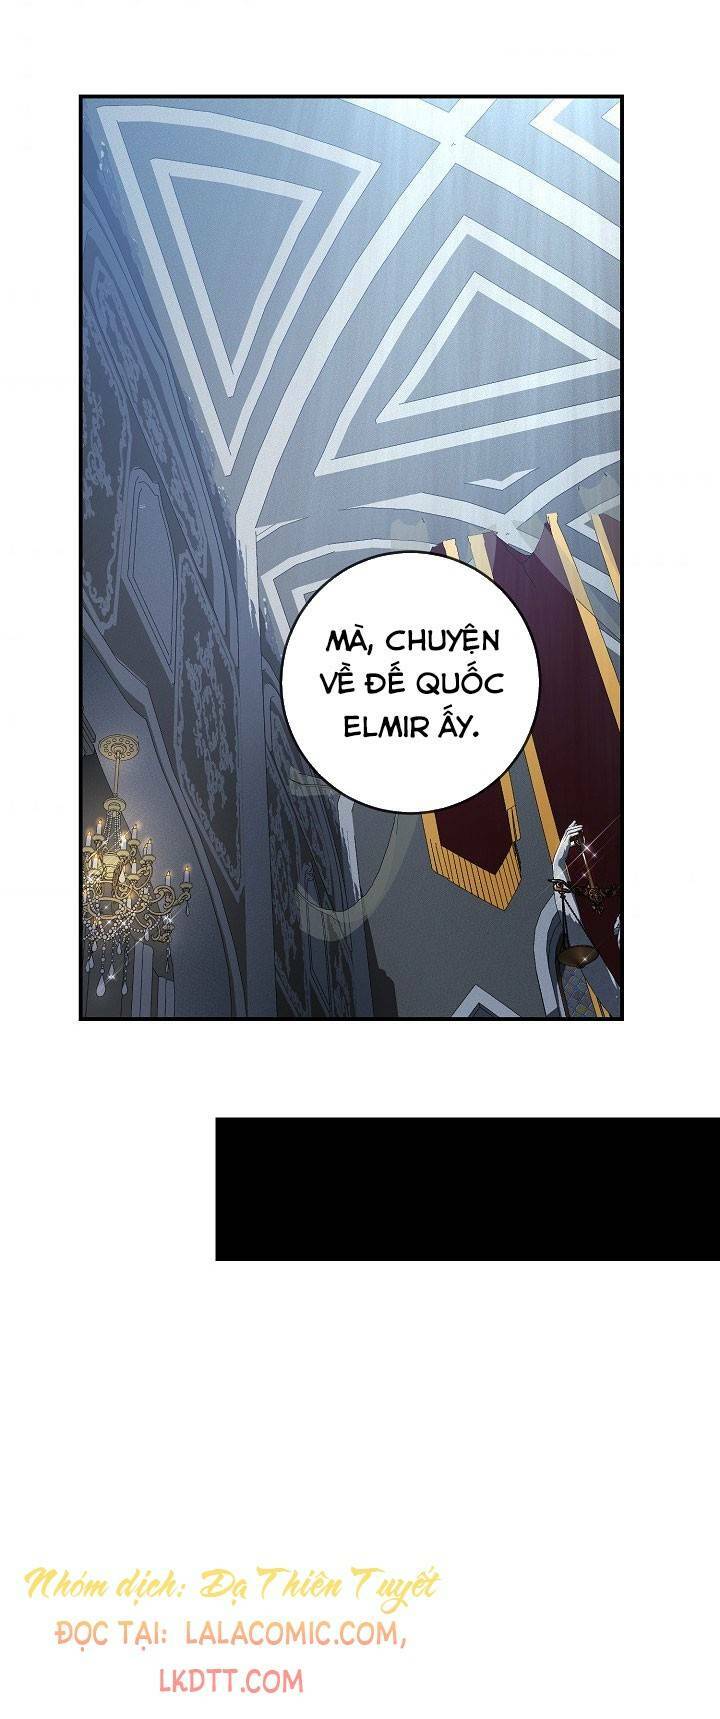 MÀ, CHUYỆN
VỀ ĐẾ QUỐC
ELMIR ẤY.
Nhóm dịch: Dạ Thiên Tuyết
ĐỌC TẠI: LALACOMIC.COM,
LKDTT.COM